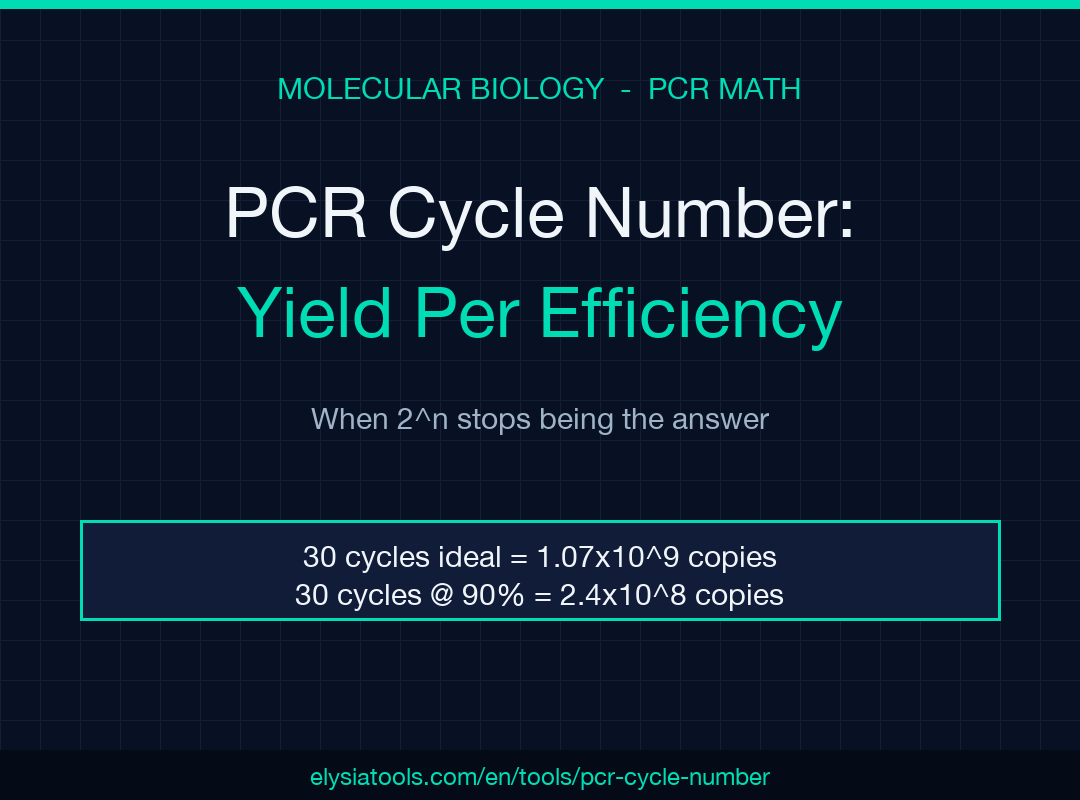 MOLECULAR BIOLOGY - PCR MATH
PCR Cycle Number:
Yield Per Efficiency
When 2^n stops being the answer
30 cycles ideal = 1.07x10^9 copies
30 cycles @ 90% = 2.4x10^8 copies
elysiatools.com/en/tools/pcr-cycle-number